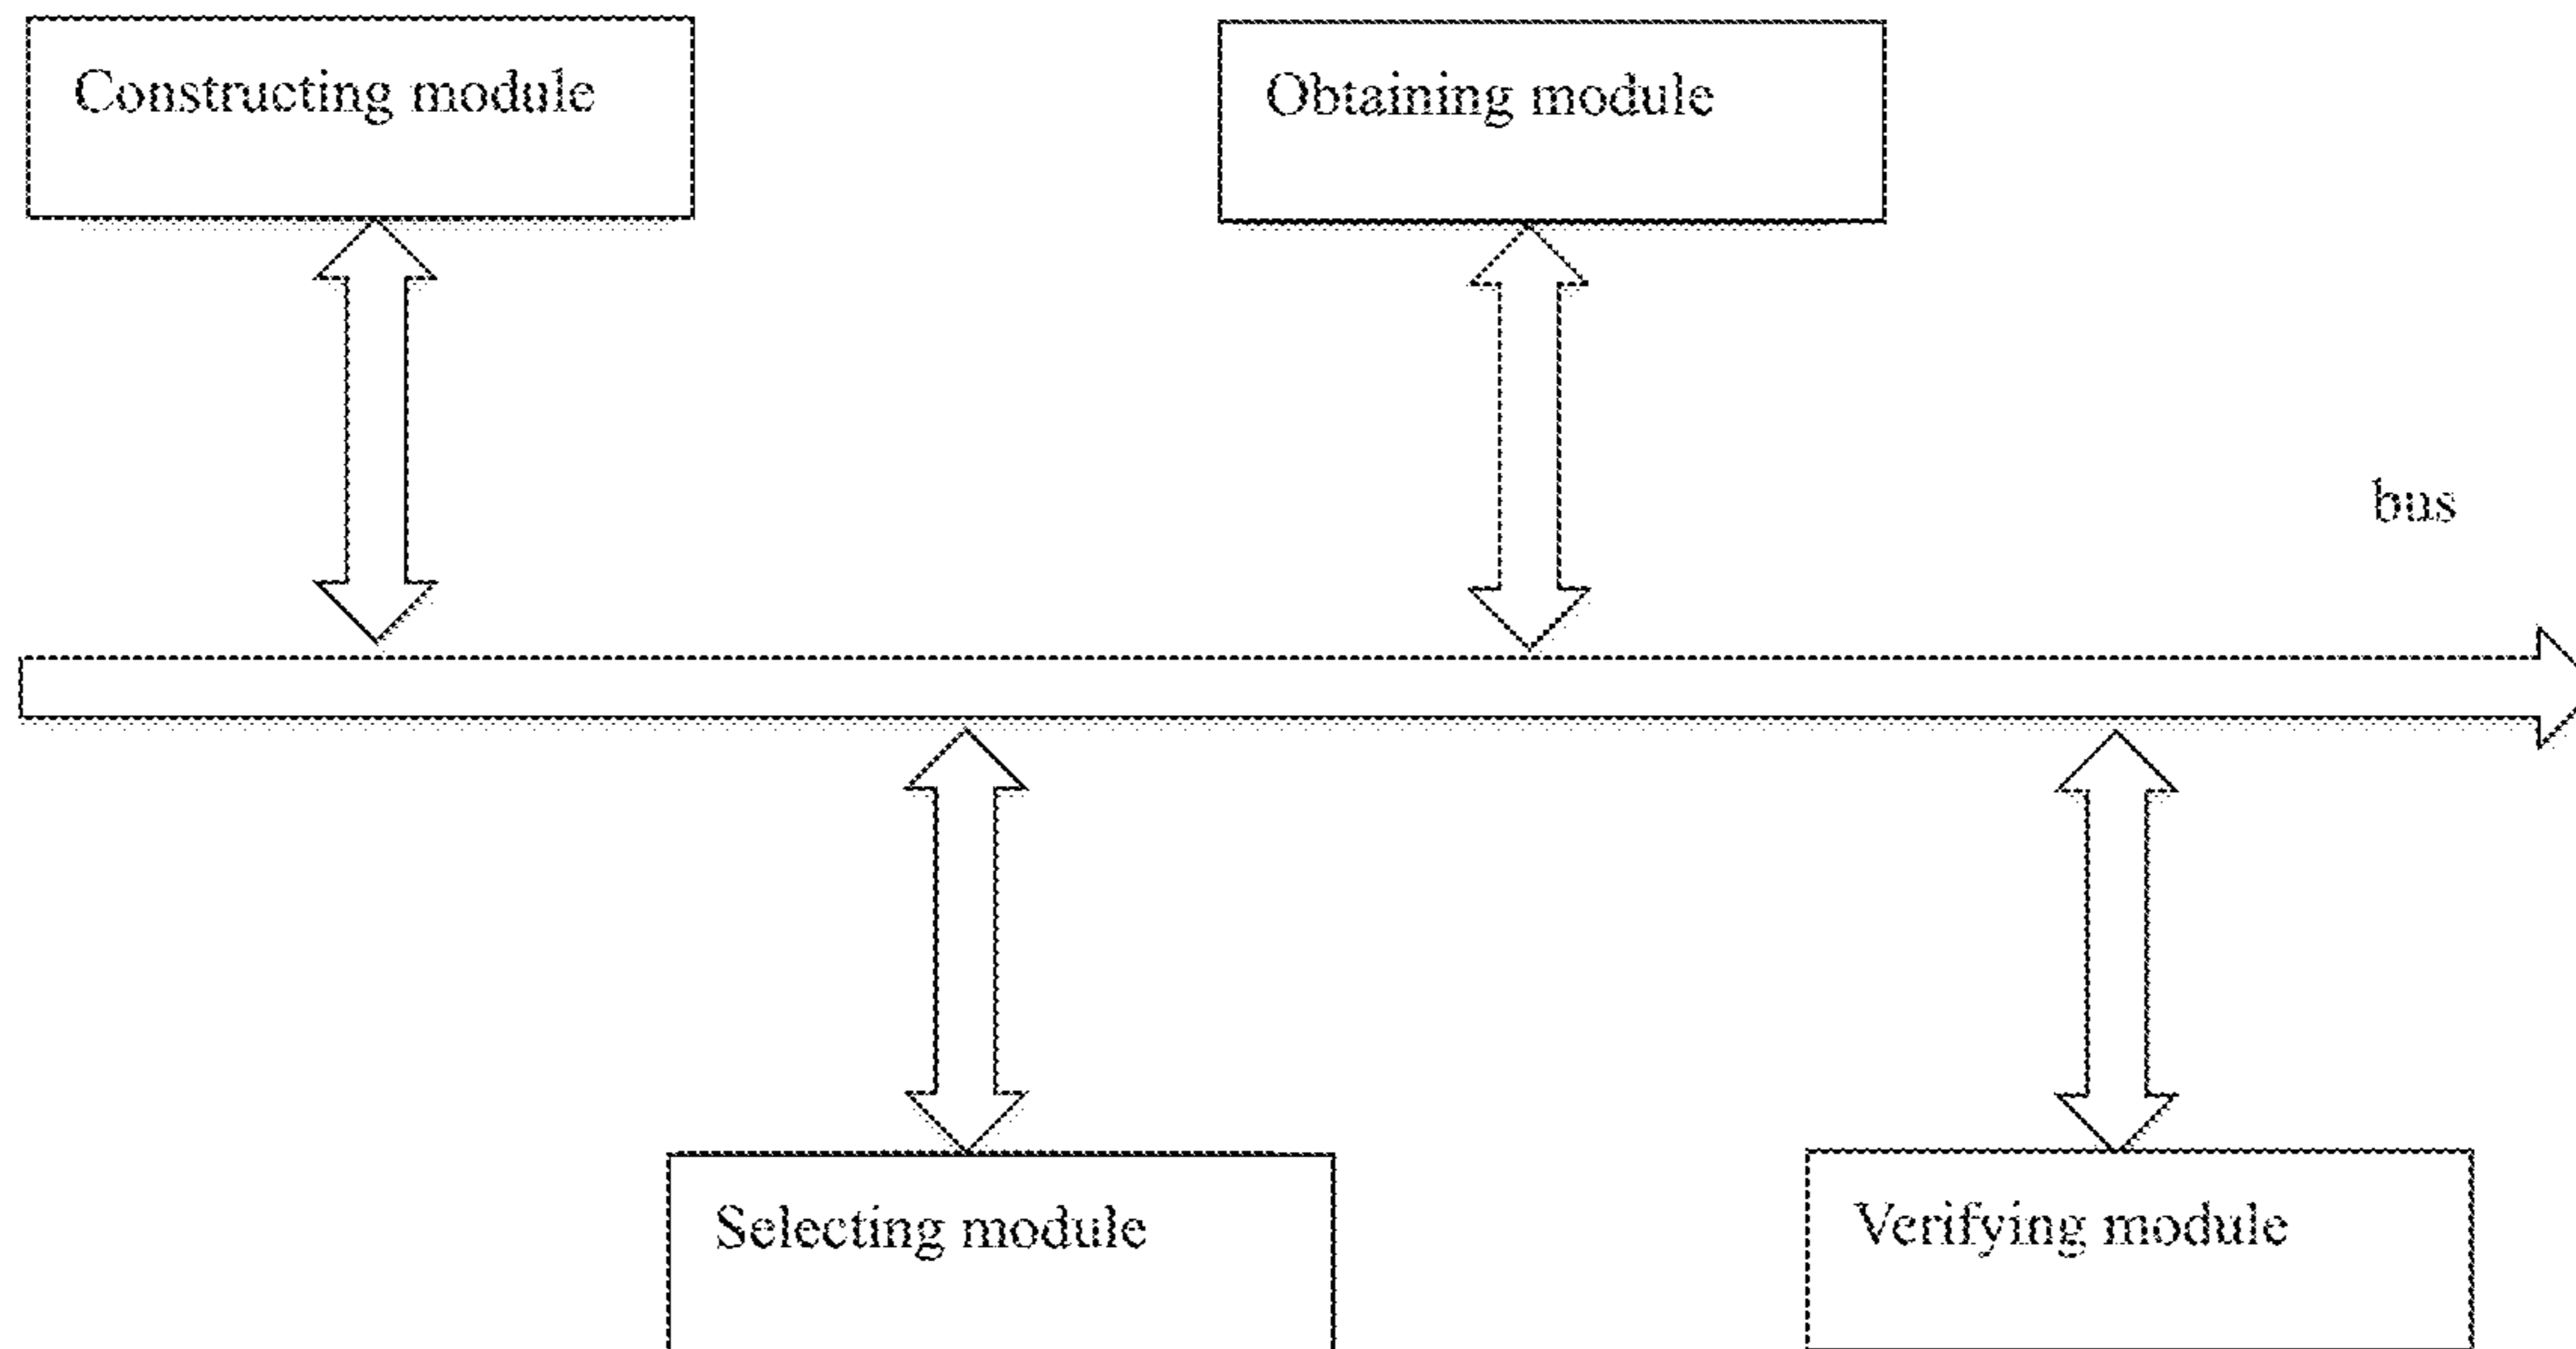 Constructing module
Obtaining module
bus
Selecting module
Verifying module